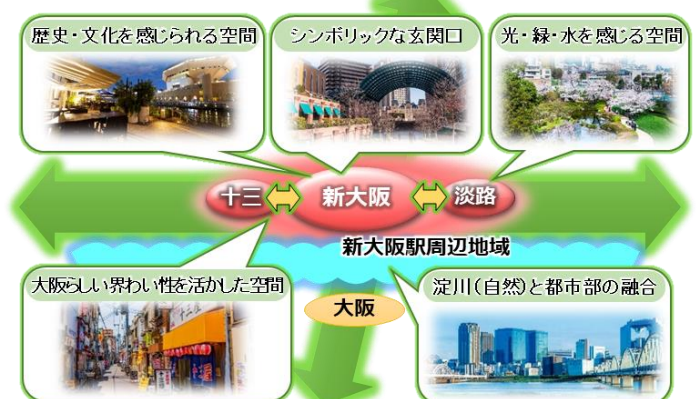 歴史・文化を感じられる空間
シンボリックな玄関口
光・緑・水を感じる空間
十三
新大阪
淡路
新大阪駅周辺地域
大阪らしい界わい性を活かした空間
大阪
淀川(自然)と都市部の融合